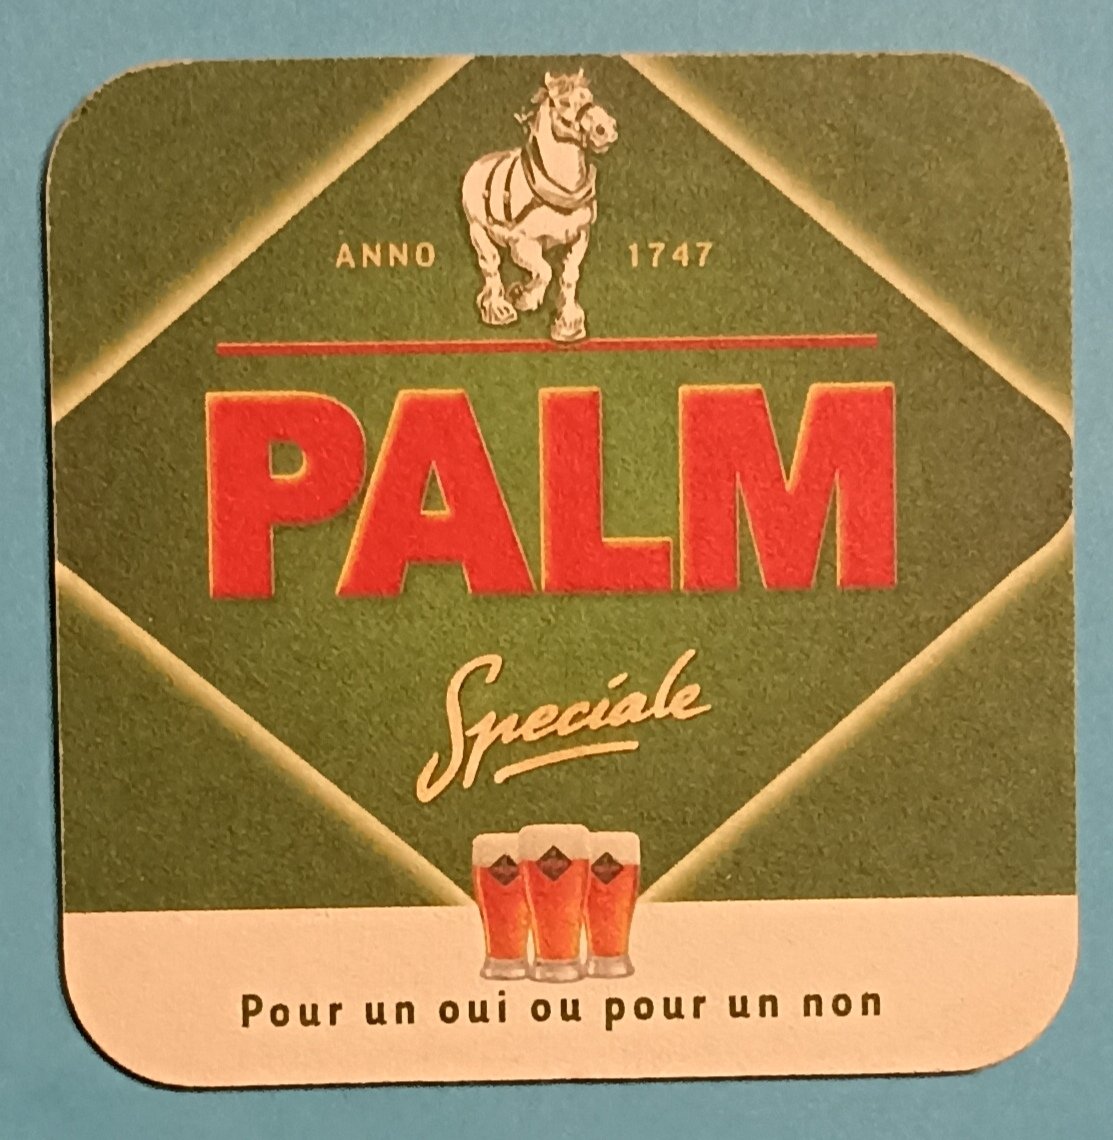 ANNO 1747
PALM
Speciale
Pour un oui ou pour un non